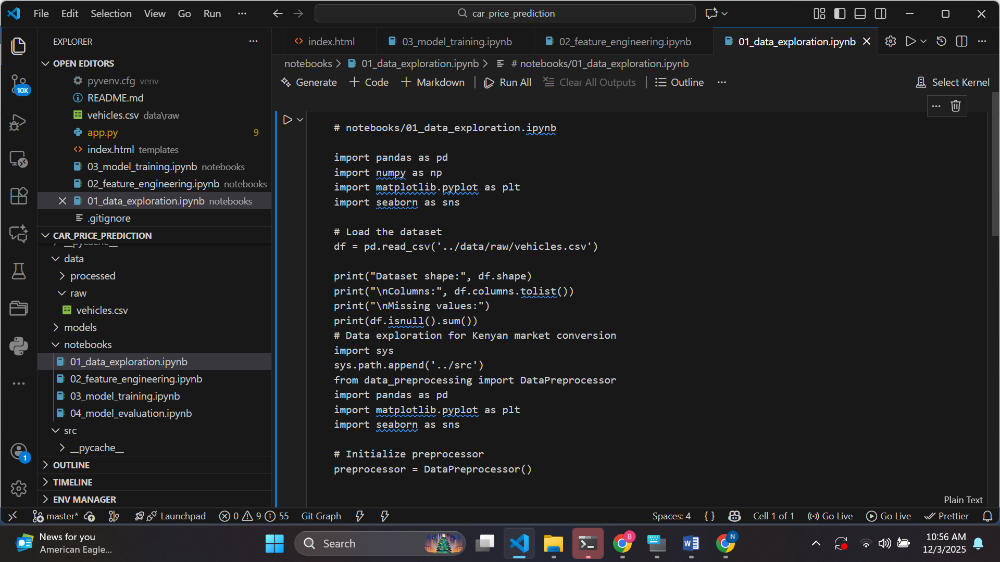 File Edit Selection View Go Run
car_price_prediction
EXPLORER
OPEN EDITORS
pyvenv.cfg venv
README.md
vehicles.csv data\raw
app.py 9
index.html templates
03_model_training.ipynb notebooks
02_feature_engineering.ipynb notebooks
01_data_exploration.ipynb notebooks
.gitignore
CAR_PRICE_PREDICTION
__pycache__
data
processed
raw
vehicles.csv
models
notebooks
01_data_exploration.ipynb
02_feature_engineering.ipynb
03_model_training.ipynb
04_model_evaluation.ipynb
src
__pycache__
OUTLINE
TIMELINE
ENV MANAGER
10K
1
index.html 03_model_training.ipynb 02_feature_engineering.ipynb 01_data_exploration.ipynb
notebooks > 01_data_exploration.ipynb > # notebooks/01_data_exploration.ipynb
Generate + Code + Markdown Run All Clear All Outputs Outline Select Kernel
# notebooks/01_data_exploration.ipynb
import pandas as pd
import numpy as np
import matplotlib.pyplot as plt
import seaborn as sns
# Load the dataset
df = pd.read_csv('../data/raw/vehicles.csv')
print("Dataset shape:", df.shape)
print("\nColumns:", df.columns.tolist())
print("\nMissing values:")
print(df.isnull().sum())
# Data exploration for Kenyan market conversion
import sys
sys.path.append('../src')
from data_preprocessing import DataPreprocessor
import pandas as pd
import matplotlib.pyplot as plt
import seaborn as sns
# Initialize preprocessor
preprocessor = DataPreprocessor()
Plain Text
master* Launchpad 0 9 55 Git Graph Spaces: 4 { } Cell 1 of 1 Go Live Go Live Prettier
News for you
American Eagle...
Search
B
N
10:56 AM
12/3/2025